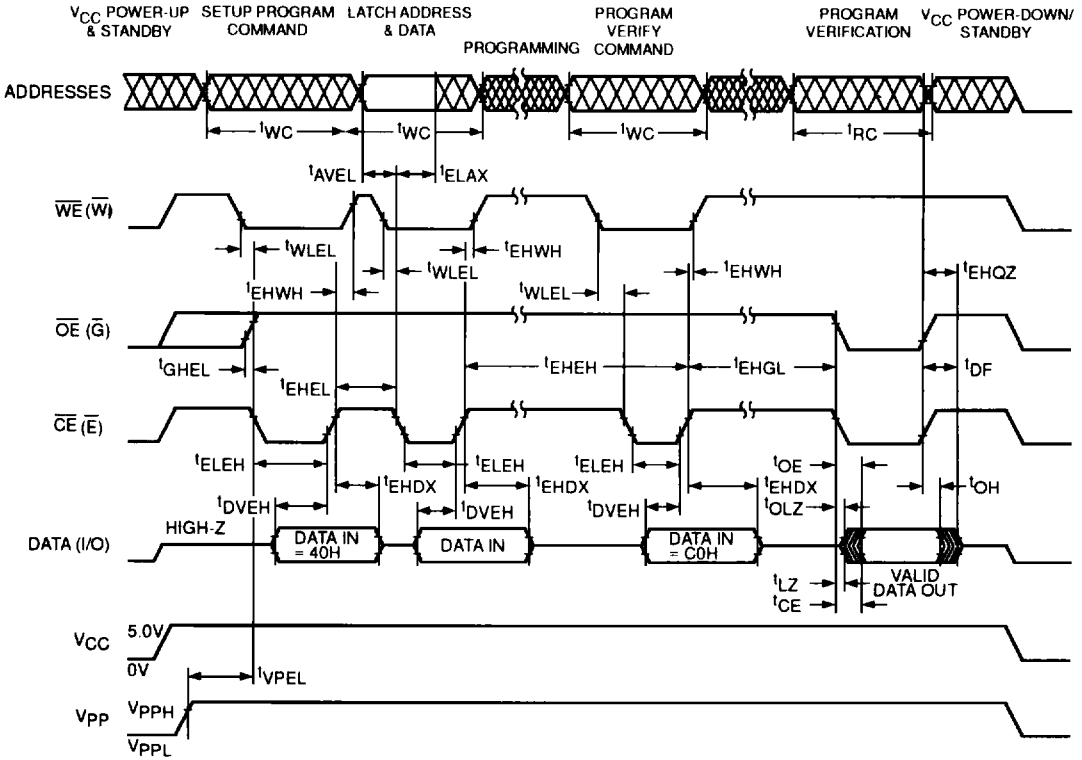 VCC POWER-UP & STANDBY
SETUP PROGRAM COMMAND
LATCH ADDRESS & DATA
PROGRAMMING
PROGRAM VERIFY COMMAND
PROGRAM VERIFICATION
VCC POWER-DOWN/ STANDBY
ADDRESSES
tWC
tWC
tWC
tRC
tAVEL
tELAX
WE (W)
tWLEL
tEHWH
tWLEL
tEHWH
tWLEL
tEHWH
tEHQZ
OE (G)
tGHEL
tEHEL
tEHEH
tEHGL
tDF
CE (E)
tELEH
tELEH
tELEH
tOE
tEHDX
tEHDX
tEHDX
tOH
tDVEH
tDVEH
tDVEH
tOLZ
DATA (I/O)
HIGH-Z
DATA IN = 40H
DATA IN
DATA IN = C0H
VALID DATA OUT
tLZ
tCE
VCC
5.0V
0V
tVPEL
VPP
VPPH
VPPL